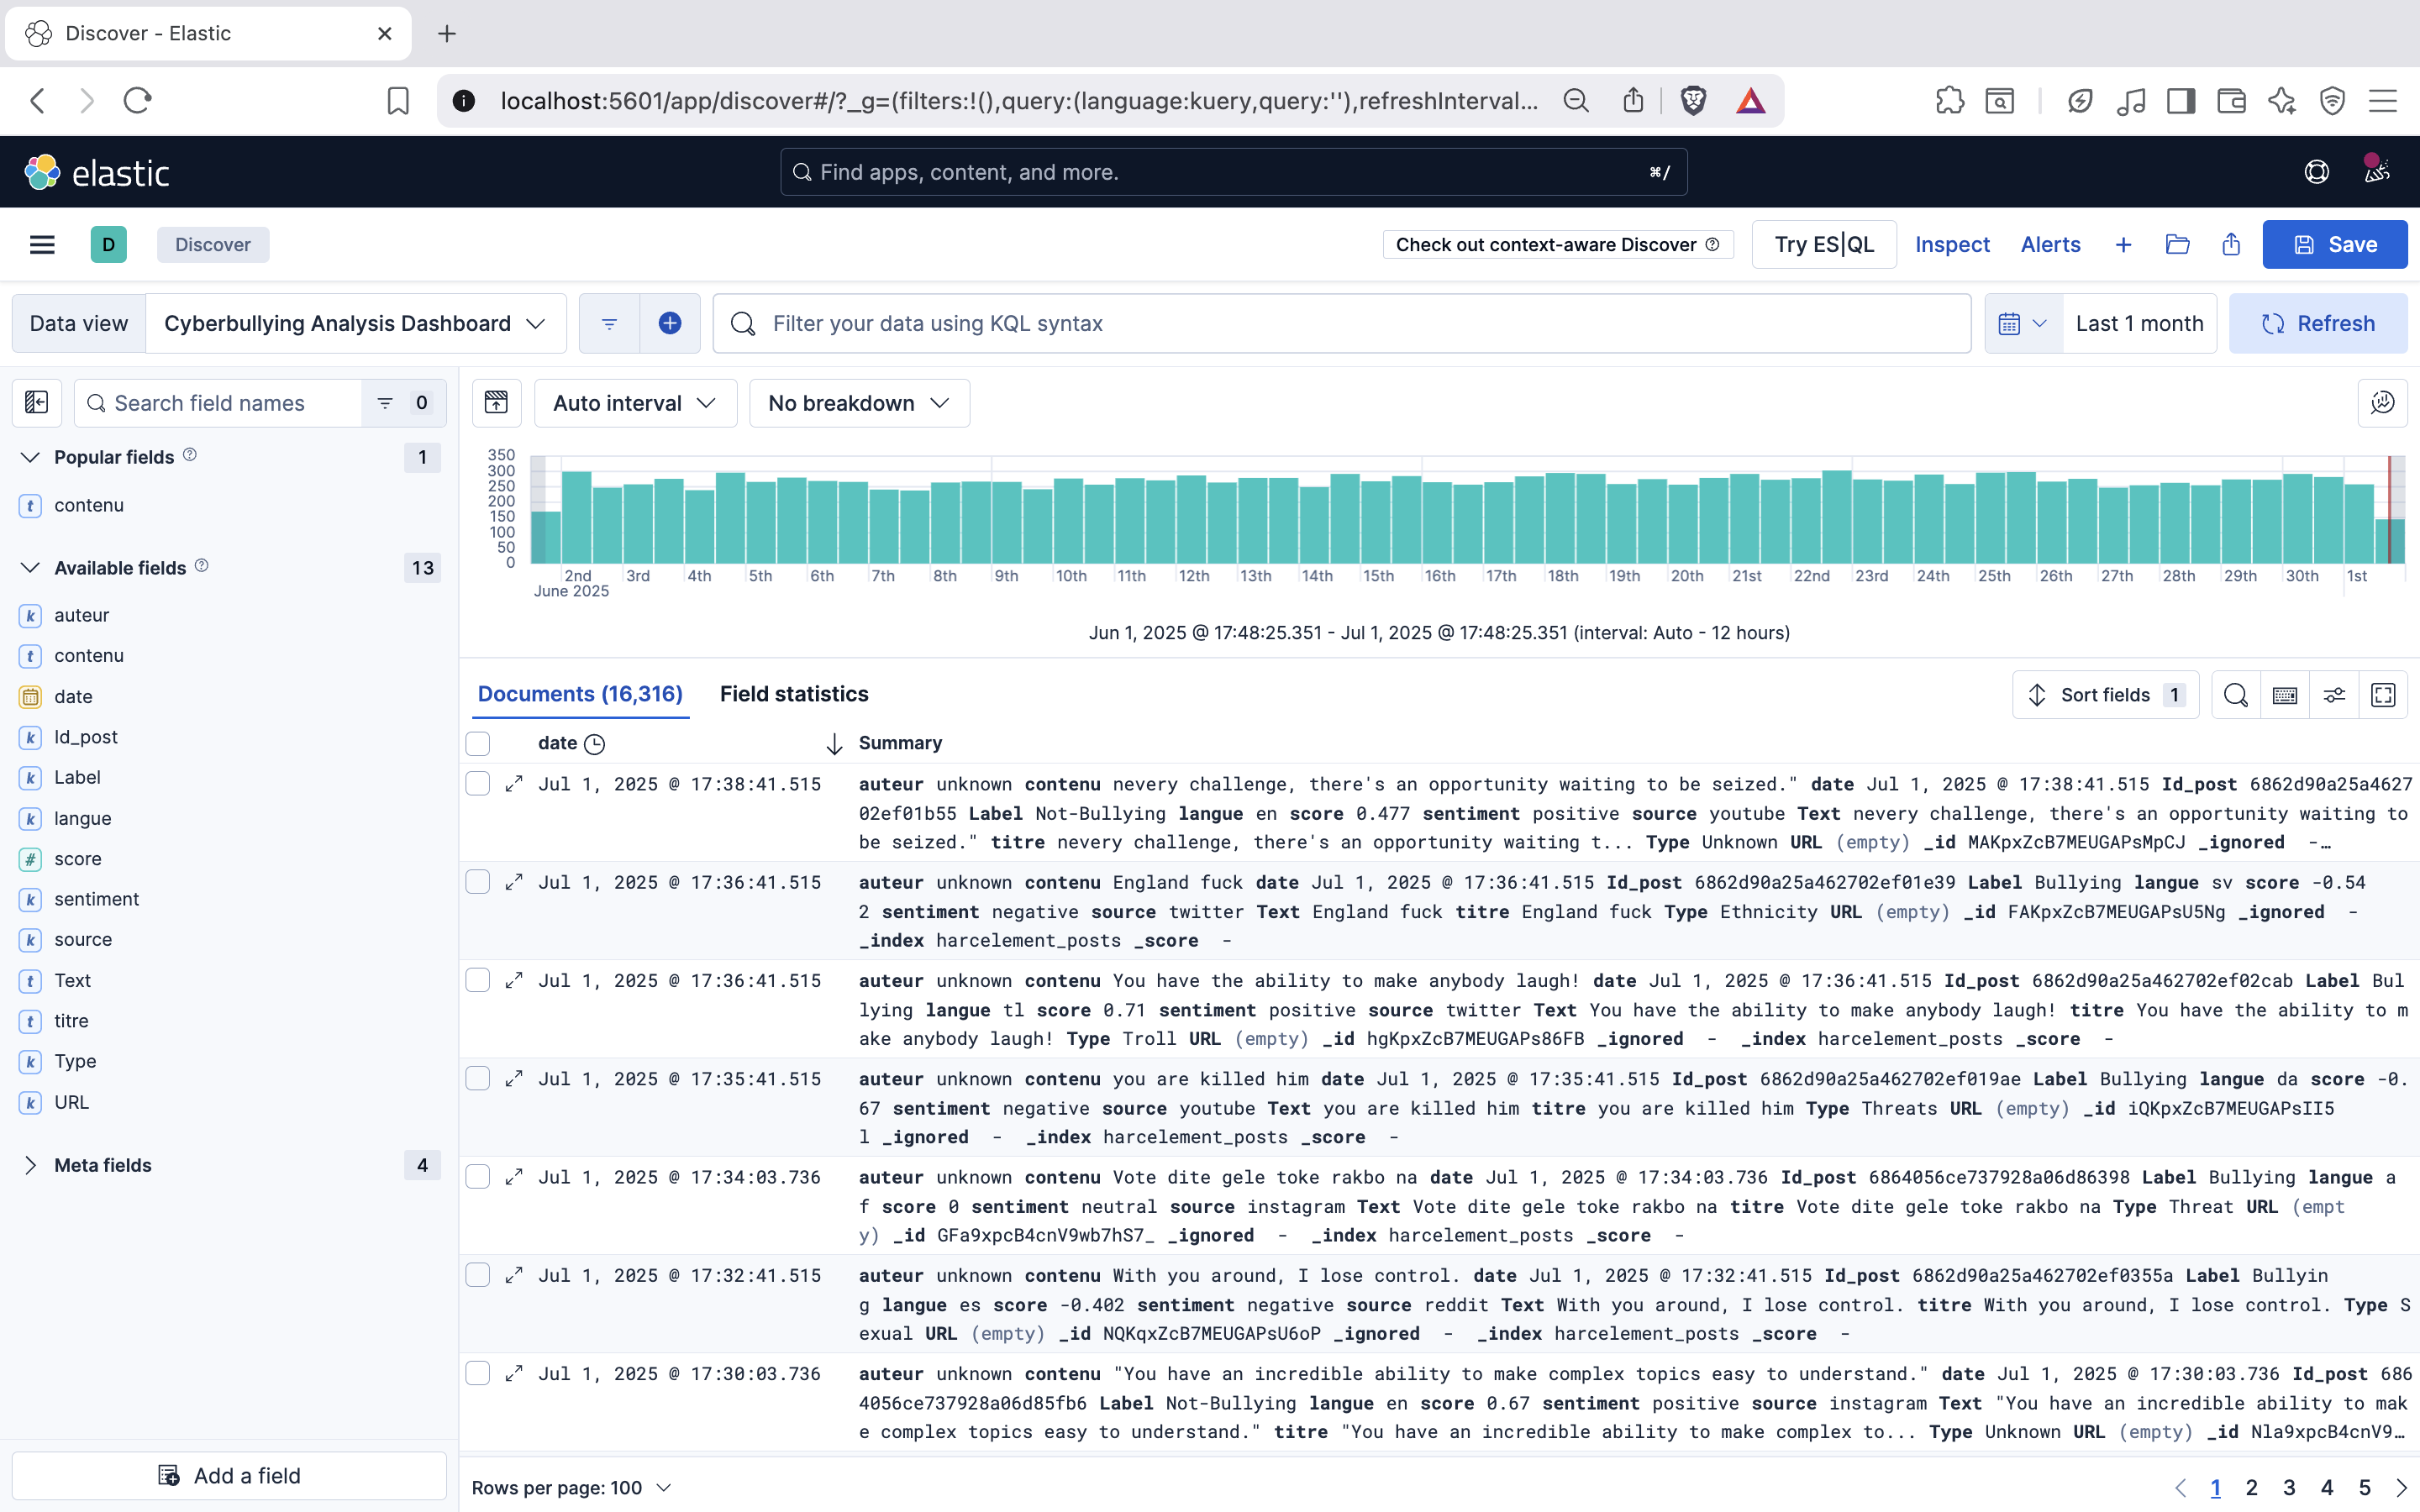 Discover - Elastic
localhost:5601/app/discover#/?_g=(filters:!(),query:(language:kuery,query:''),refreshInterval...
elastic
Find apps, content, and more.
⌘/
D
Discover
Check out context-aware Discover
Try ES|QL
Inspect
Alerts
Save
Data view
Cyberbullying Analysis Dashboard
Filter your data using KQL syntax
Last 1 month
Refresh
Search field names
0
Popular fields
1
t contenu
Available fields
13
k auteur
t contenu
date
k Id_post
k Label
k langue
# score
k sentiment
k source
t Text
t titre
k Type
k URL
Meta fields
4
Add a field
Auto interval
No breakdown
350
300
250
200
150
100
50
0
2nd 3rd 4th 5th 6th 7th 8th 9th 10th 11th 12th 13th 14th 15th 16th 17th 18th 19th 20th 21st 22nd 23rd 24th 25th 26th 27th 28th 29th 30th 1st
June 2025
Jun 1, 2025 @ 17:48:25.351 - Jul 1, 2025 @ 17:48:25.351 (interval: Auto - 12 hours)
Documents (16,316)
Field statistics
Sort fields 1
date
Summary
Jul 1, 2025 @ 17:38:41.515
auteur unknown contenu nevery challenge, there's an opportunity waiting to be seized." date Jul 1, 2025 @ 17:38:41.515 Id_post 6862d90a25a4627
02ef01b55 Label Not-Bullying langue en score 0.477 sentiment positive source youtube Text nevery challenge, there's an opportunity waiting to
be seized." titre nevery challenge, there's an opportunity waiting t... Type Unknown URL (empty) _id MAKpxZcB7MEUGAPsMpCJ _ignored -…
Jul 1, 2025 @ 17:36:41.515
auteur unknown contenu England fuck date Jul 1, 2025 @ 17:36:41.515 Id_post 6862d90a25a462702ef01e39 Label Bullying langue sv score -0.54
2 sentiment negative source twitter Text England fuck titre England fuck Type Ethnicity URL (empty) _id FAKpxZcB7MEUGAPsU5Ng _ignored -
_index harcelement_posts _score -
Jul 1, 2025 @ 17:36:41.515
auteur unknown contenu You have the ability to make anybody laugh! date Jul 1, 2025 @ 17:36:41.515 Id_post 6862d90a25a462702ef02cab Label Bul
lying langue tl score 0.71 sentiment positive source twitter Text You have the ability to make anybody laugh! titre You have the ability to m
ake anybody laugh! Type Troll URL (empty) _id hgKpxZcB7MEUGAPs86FB _ignored - _index harcelement_posts _score -
Jul 1, 2025 @ 17:35:41.515
auteur unknown contenu you are killed him date Jul 1, 2025 @ 17:35:41.515 Id_post 6862d90a25a462702ef019ae Label Bullying langue da score -0.
67 sentiment negative source youtube Text you are killed him titre you are killed him Type Threats URL (empty) _id iQKpxZcB7MEUGAPsII5
l _ignored - _index harcelement_posts _score -
Jul 1, 2025 @ 17:34:03.736
auteur unknown contenu Vote dite gele toke rakbo na date Jul 1, 2025 @ 17:34:03.736 Id_post 6864056ce737928a06d86398 Label Bullying langue a
f score 0 sentiment neutral source instagram Text Vote dite gele toke rakbo na titre Vote dite gele toke rakbo na Type Threat URL (empt
y) _id GFa9xpcB4cnV9wb7hS7_ _ignored - _index harcelement_posts _score -
Jul 1, 2025 @ 17:32:41.515
auteur unknown contenu With you around, I lose control. date Jul 1, 2025 @ 17:32:41.515 Id_post 6862d90a25a462702ef0355a Label Bullyin
g langue es score -0.402 sentiment negative source reddit Text With you around, I lose control. titre With you around, I lose control. Type S
exual URL (empty) _id NQKqxZcB7MEUGAPsU6oP _ignored - _index harcelement_posts _score -
Jul 1, 2025 @ 17:30:03.736
auteur unknown contenu "You have an incredible ability to make complex topics easy to understand." date Jul 1, 2025 @ 17:30:03.736 Id_post 686
4056ce737928a06d85fb6 Label Not-Bullying langue en score 0.67 sentiment positive source instagram Text "You have an incredible ability to mak
e complex topics easy to understand." titre "You have an incredible ability to make complex to... Type Unknown URL (empty) _id Nla9xpcB4cnV9…
Rows per page: 100
1 2 3 4 5